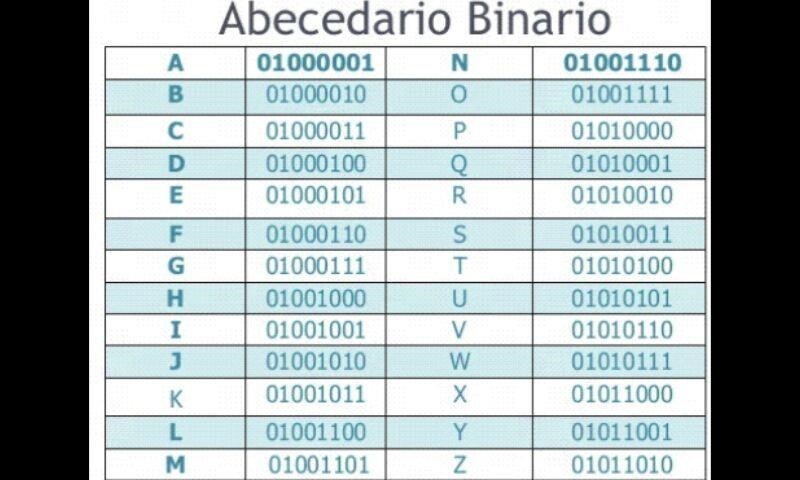 Abecedario Binario
A 01000001 N 01001110
B 01000010 O 01001111
C 01000011 P 01010000
D 01000100 Q 01010001
E 01000101 R 01010010
F 01000110 S 01010011
G 01000111 T 01010100
H 01001000 U 01010101
I 01001001 V 01010110
J 01001010 W 01010111
K 01001011 X 01011000
L 01001100 Y 01011001
M 01001101 Z 01011010